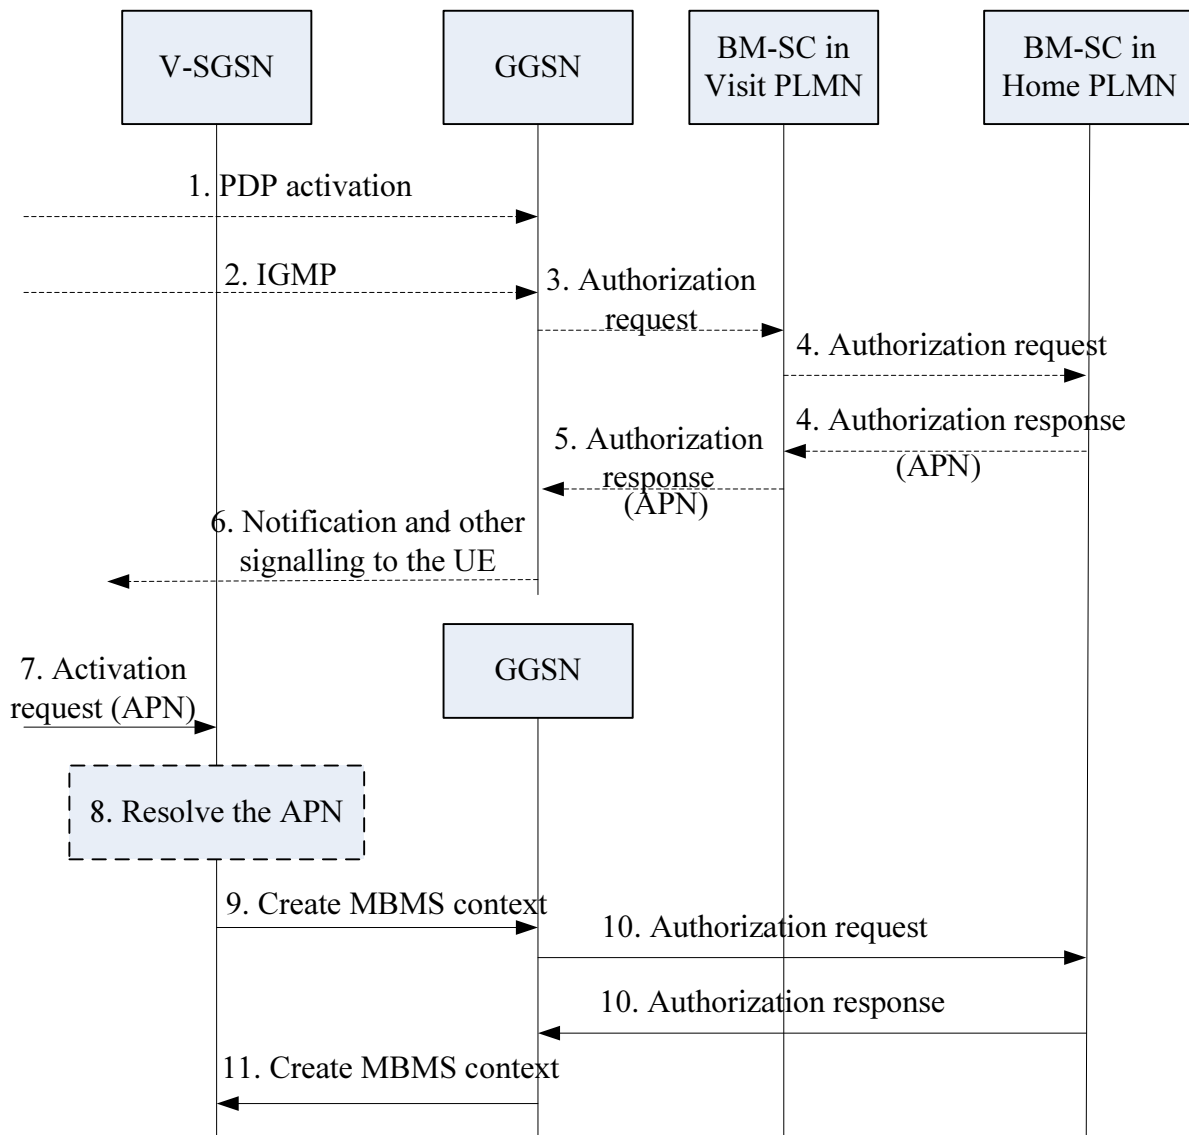 V-SGSN
GGSN
BM-SC in
Visit PLMN
BM-SC in
Home PLMN
1. PDP activation
2. IGMP
3. Authorization
request
4. Authorization request
4. Authorization response
(APN)
5. Authorization
response
(APN)
6. Notification and other
signalling to the UE
GGSN
7. Activation
request (APN)
8. Resolve the APN
9. Create MBMS context
10. Authorization request
10. Authorization response
11. Create MBMS context